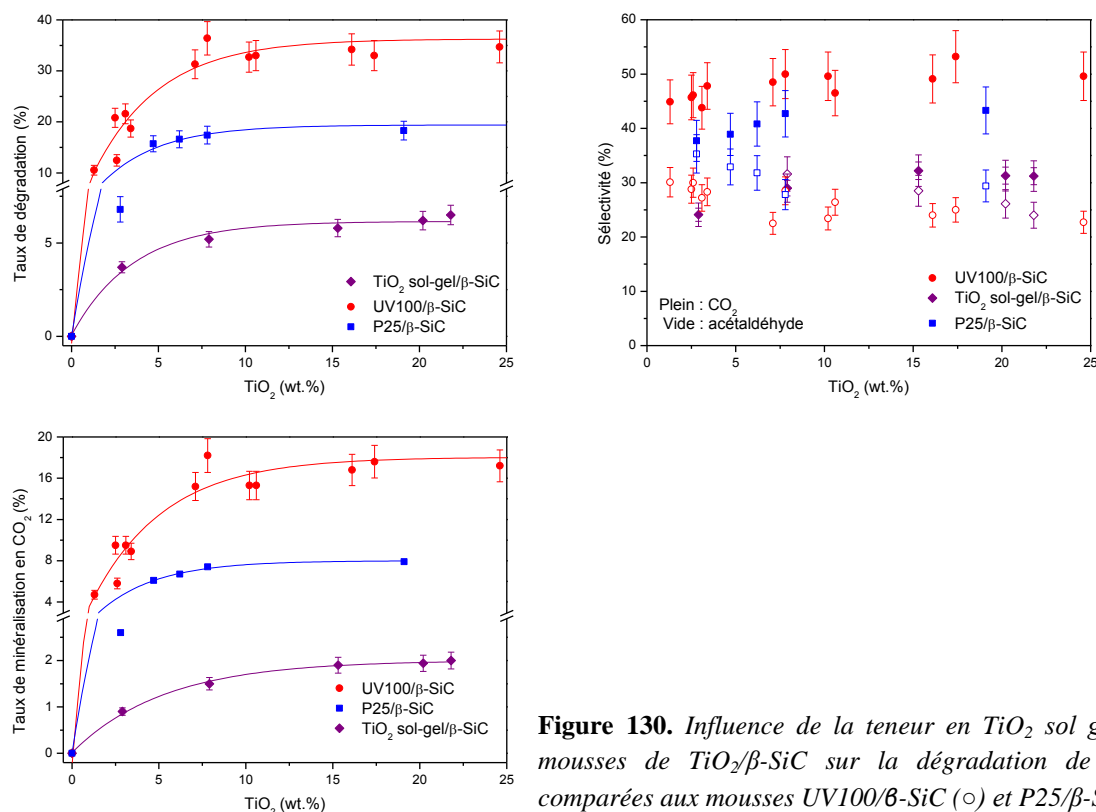 Taux de dégradation (%)
40
30
20
10
5
0
0 5 10 15 20 25
TiO2 (wt.%)
TiO2 sol-gel/β-SiC
UV100/β-SiC
P25/β-SiC
Sélectivité (%)
60
50
40
30
20
10
0
0 5 10 15 20 25
TiO2 (wt.%)
Plein : CO2
Vide : acétaldéhyde
UV100/β-SiC
TiO2 sol-gel/β-SiC
P25/β-SiC
Taux de minéralisation en CO2 (%)
20
16
12
8
4
2
1
0
0 5 10 15 20 25
TiO2 (wt.%)
UV100/β-SiC
P25/β-SiC
TiO2 sol-gel/β-SiC
Figure 130. Influence de la teneur en TiO2 sol g
mousses de TiO2/β-SiC sur la dégradation de
comparées aux mousses UV100/β-SiC (○) et P25/β-S